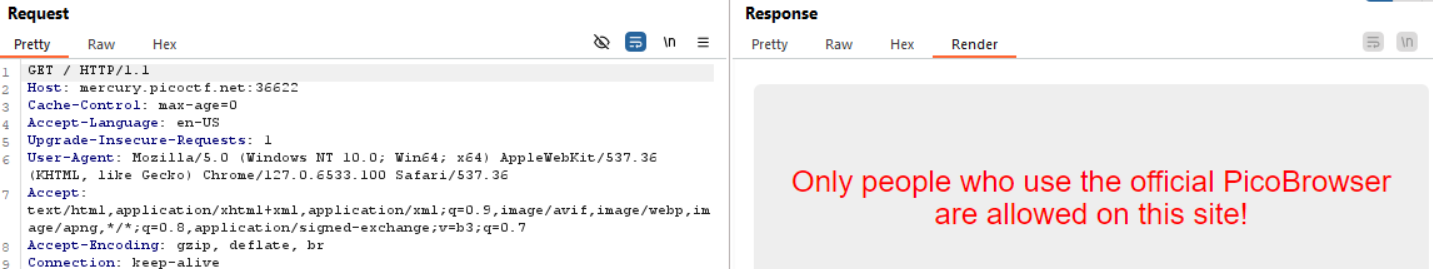 Request
Pretty Raw Hex \n
1 GET / HTTP/1.1
2 Host: mercury.picoctf.net:36622
3 Cache-Control: max-age=0
4 Accept-Language: en-US
5 Upgrade-Insecure-Requests: 1
6 User-Agent: Mozilla/5.0 (Windows NT 10.0; Win64; x64) AppleWebKit/537.36
(KHTML, like Gecko) Chrome/127.0.6533.100 Safari/537.36
7 Accept:
text/html,application/xhtml+xml,application/xml;q=0.9,image/avif,image/webp,im
age/apng,*/*;q=0.8,application/signed-exchange;v=b3;q=0.7
8 Accept-Encoding: gzip, deflate, br
9 Connection: keep-alive
Response
Pretty Raw Hex Render \n
Only people who use the official PicoBrowser
are allowed on this site!